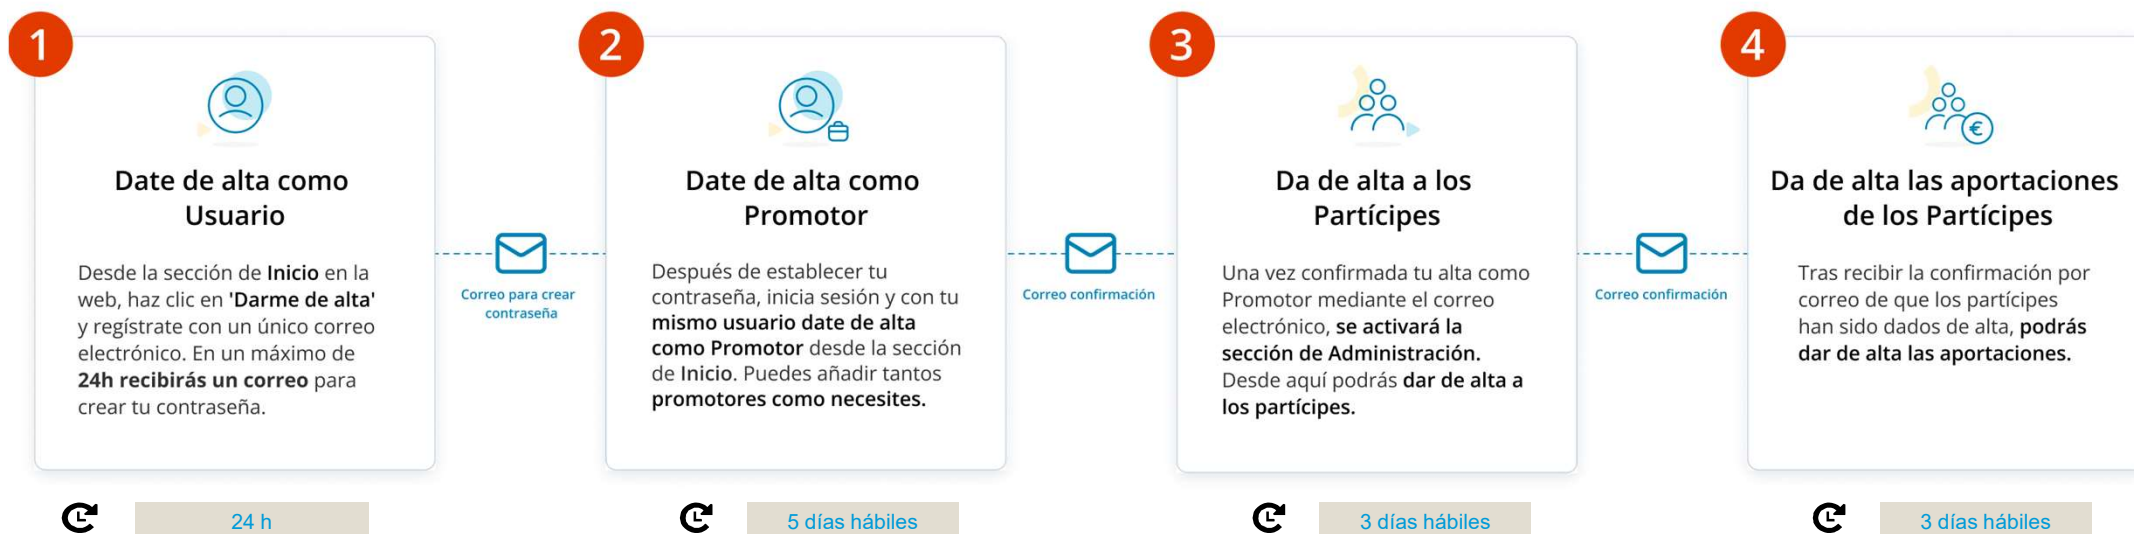 1
Date de alta como
Usuario
Desde la sección de Inicio en la
web, haz clic en 'Darme de alta'
y regístrate con un único correo
electrónico. En un máximo de
24h recibirás un correo para
crear tu contraseña.
24 h
Correo para crear
contraseña
2
Date de alta como
Promotor
Después de establecer tu
contraseña, inicia sesión y con tu
mismo usuario date de alta
como Promotor desde la sección
de Inicio. Puedes añadir tantos
promotores como necesites.
5 días hábiles
Correo confirmación
3
Da de alta a los
Partícipes
Una vez confirmada tu alta como
Promotor mediante el correo
electrónico, se activará la
sección de Administración.
Desde aquí podrás dar de alta a
los partícipes.
3 días hábiles
Correo confirmación
4
€
Da de alta las aportaciones
de los Partícipes
Tras recibir la confirmación por
correo de que los partícipes
han sido dados de alta, podrás
dar de alta las aportaciones.
3 días hábiles